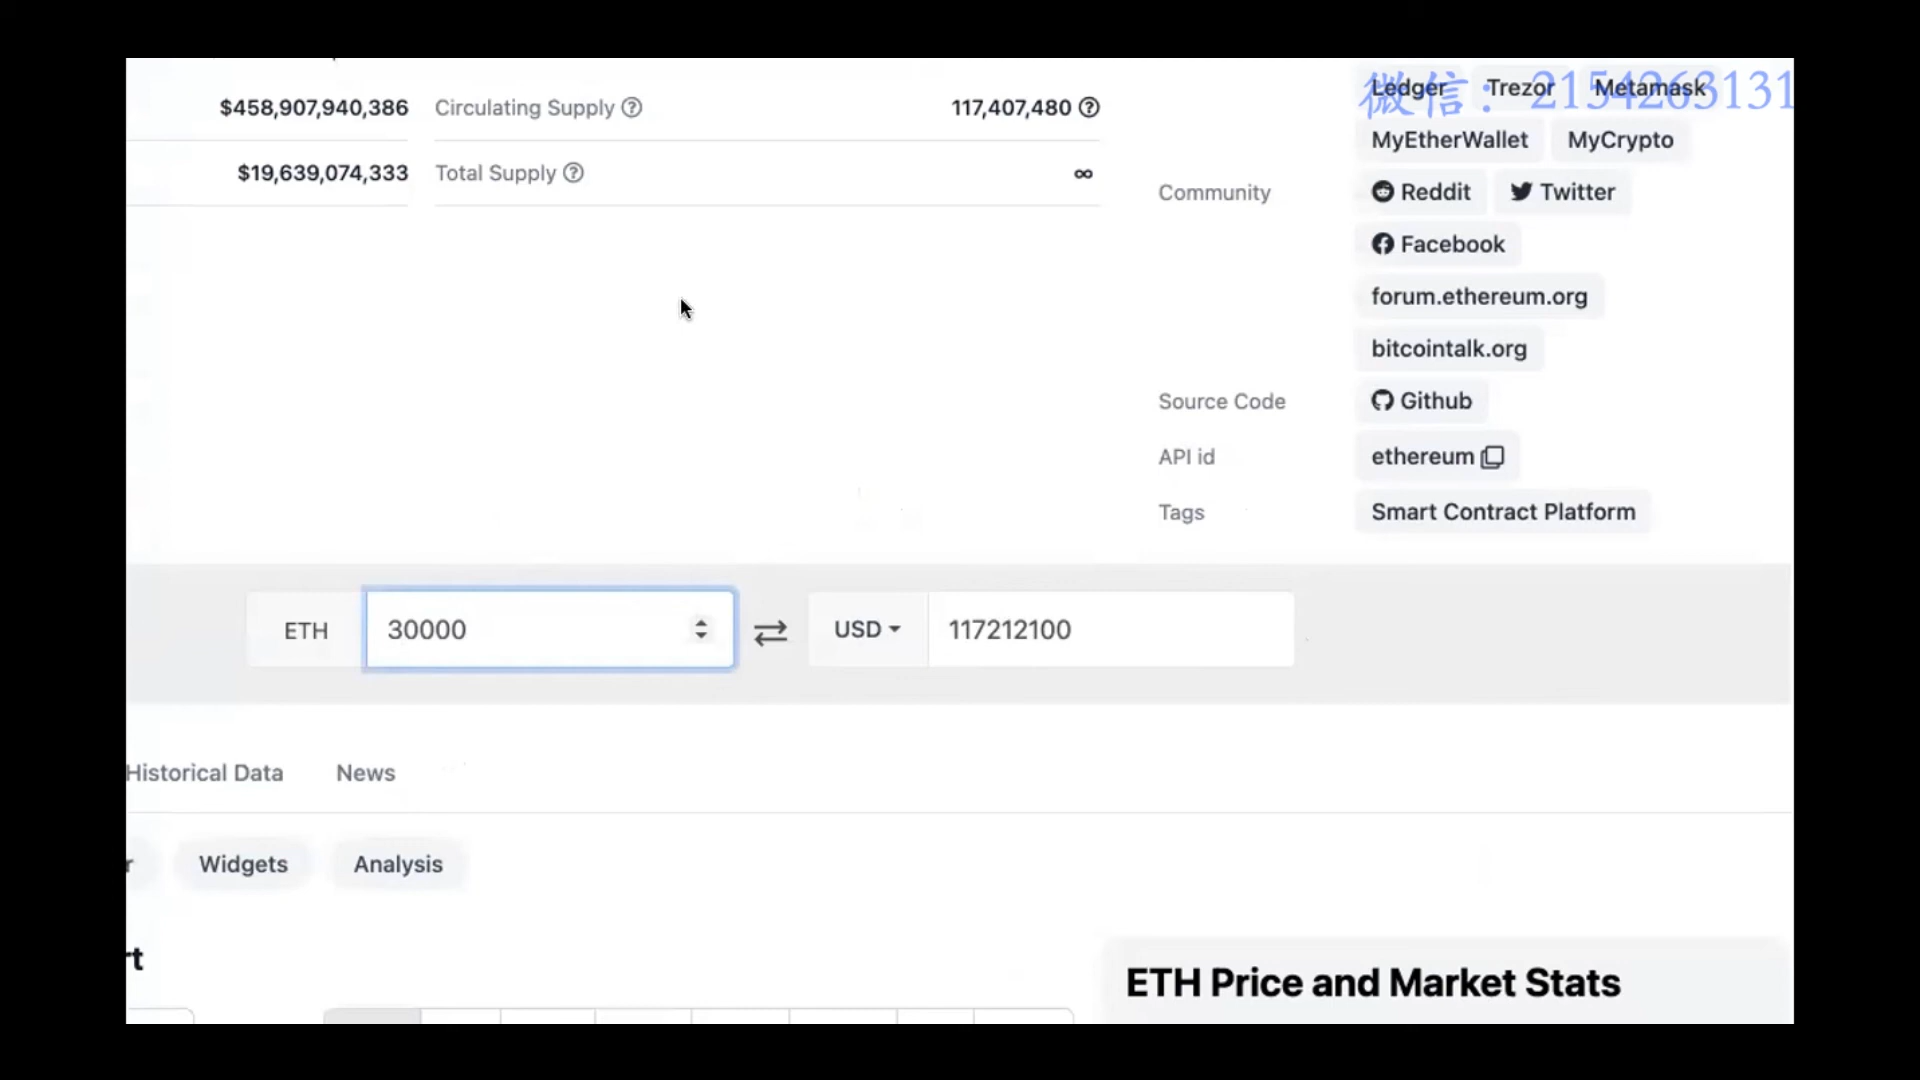 微信：2154263131
Ledger Trezor Metamask
$458,907,940,386 Circulating Supply 117,407,480
MyEtherWallet MyCrypto
$19,639,074,333 Total Supply ∞
Community Reddit Twitter
Facebook
forum.ethereum.org
bitcointalk.org
Source Code Github
API id ethereum
Tags Smart Contract Platform
ETH 30000 USD 117212100
Historical Data News
r Widgets Analysis
rt
ETH Price and Market Stats